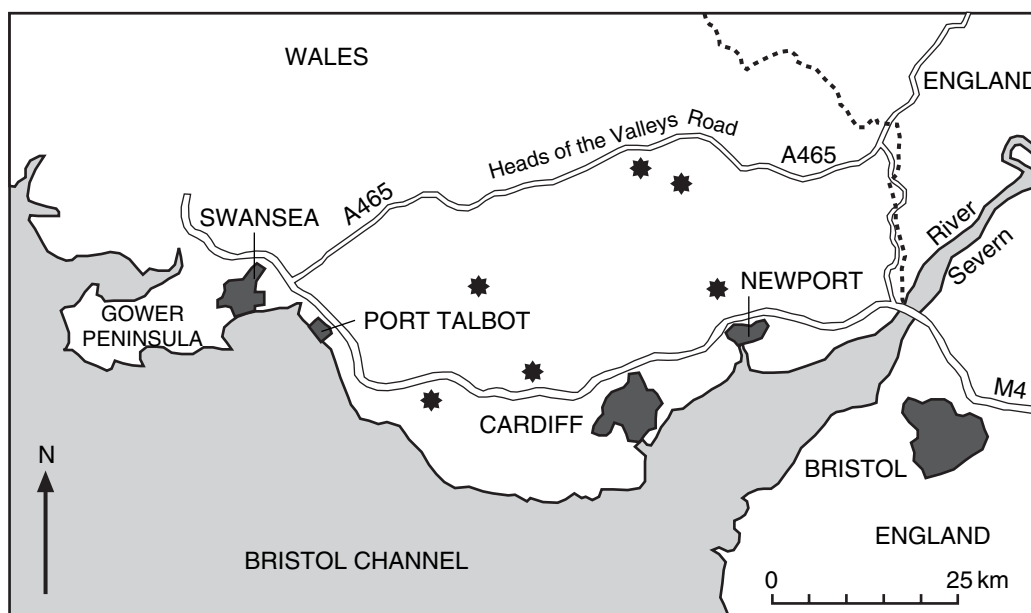 WALES
ENGLAND
Heads of the Valleys Road
A465
A465
SWANSEA
River
Severn
NEWPORT
GOWER
PENINSULA
PORT TALBOT
M4
CARDIFF
N
BRISTOL
ENGLAND
BRISTOL CHANNEL
0 25 km